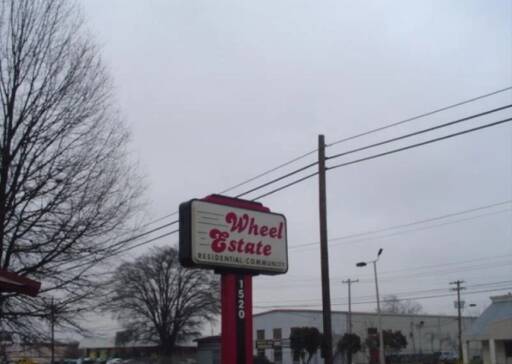 Wheel
Estate
RESIDENTIAL COMMUNITY
1520